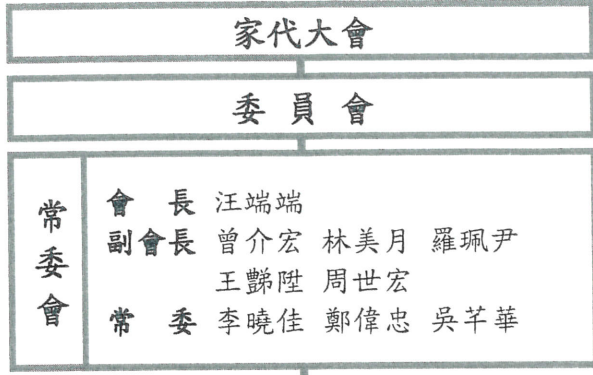 家代大會
委員會
常委會
會長 汪端端
副會長 曾介宏 林美月 羅珮尹
王豑陞 周世宏
常委 李曉佳 鄭偉忠 吳芊華